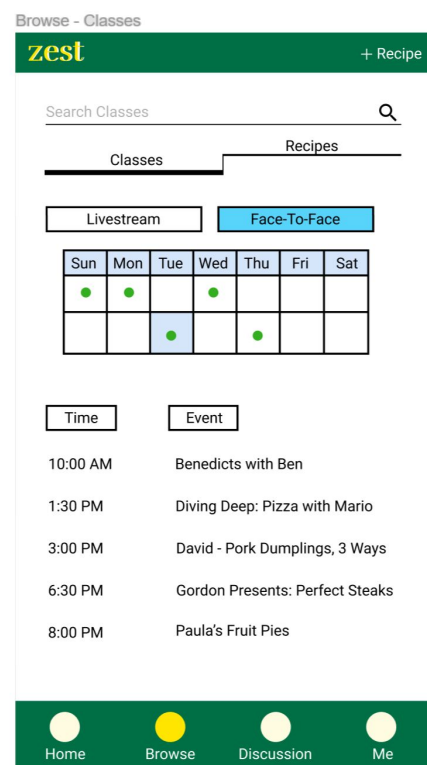 Browse - Classes
zest + Recipe
Search Classes
Classes Recipes
Livestream Face-To-Face
Sun Mon Tue Wed Thu Fri Sat
Time Event
10:00 AM Benedicts with Ben
1:30 PM Diving Deep: Pizza with Mario
3:00 PM David - Pork Dumplings, 3 Ways
6:30 PM Gordon Presents: Perfect Steaks
8:00 PM Paula's Fruit Pies
Home Browse Discussion Me